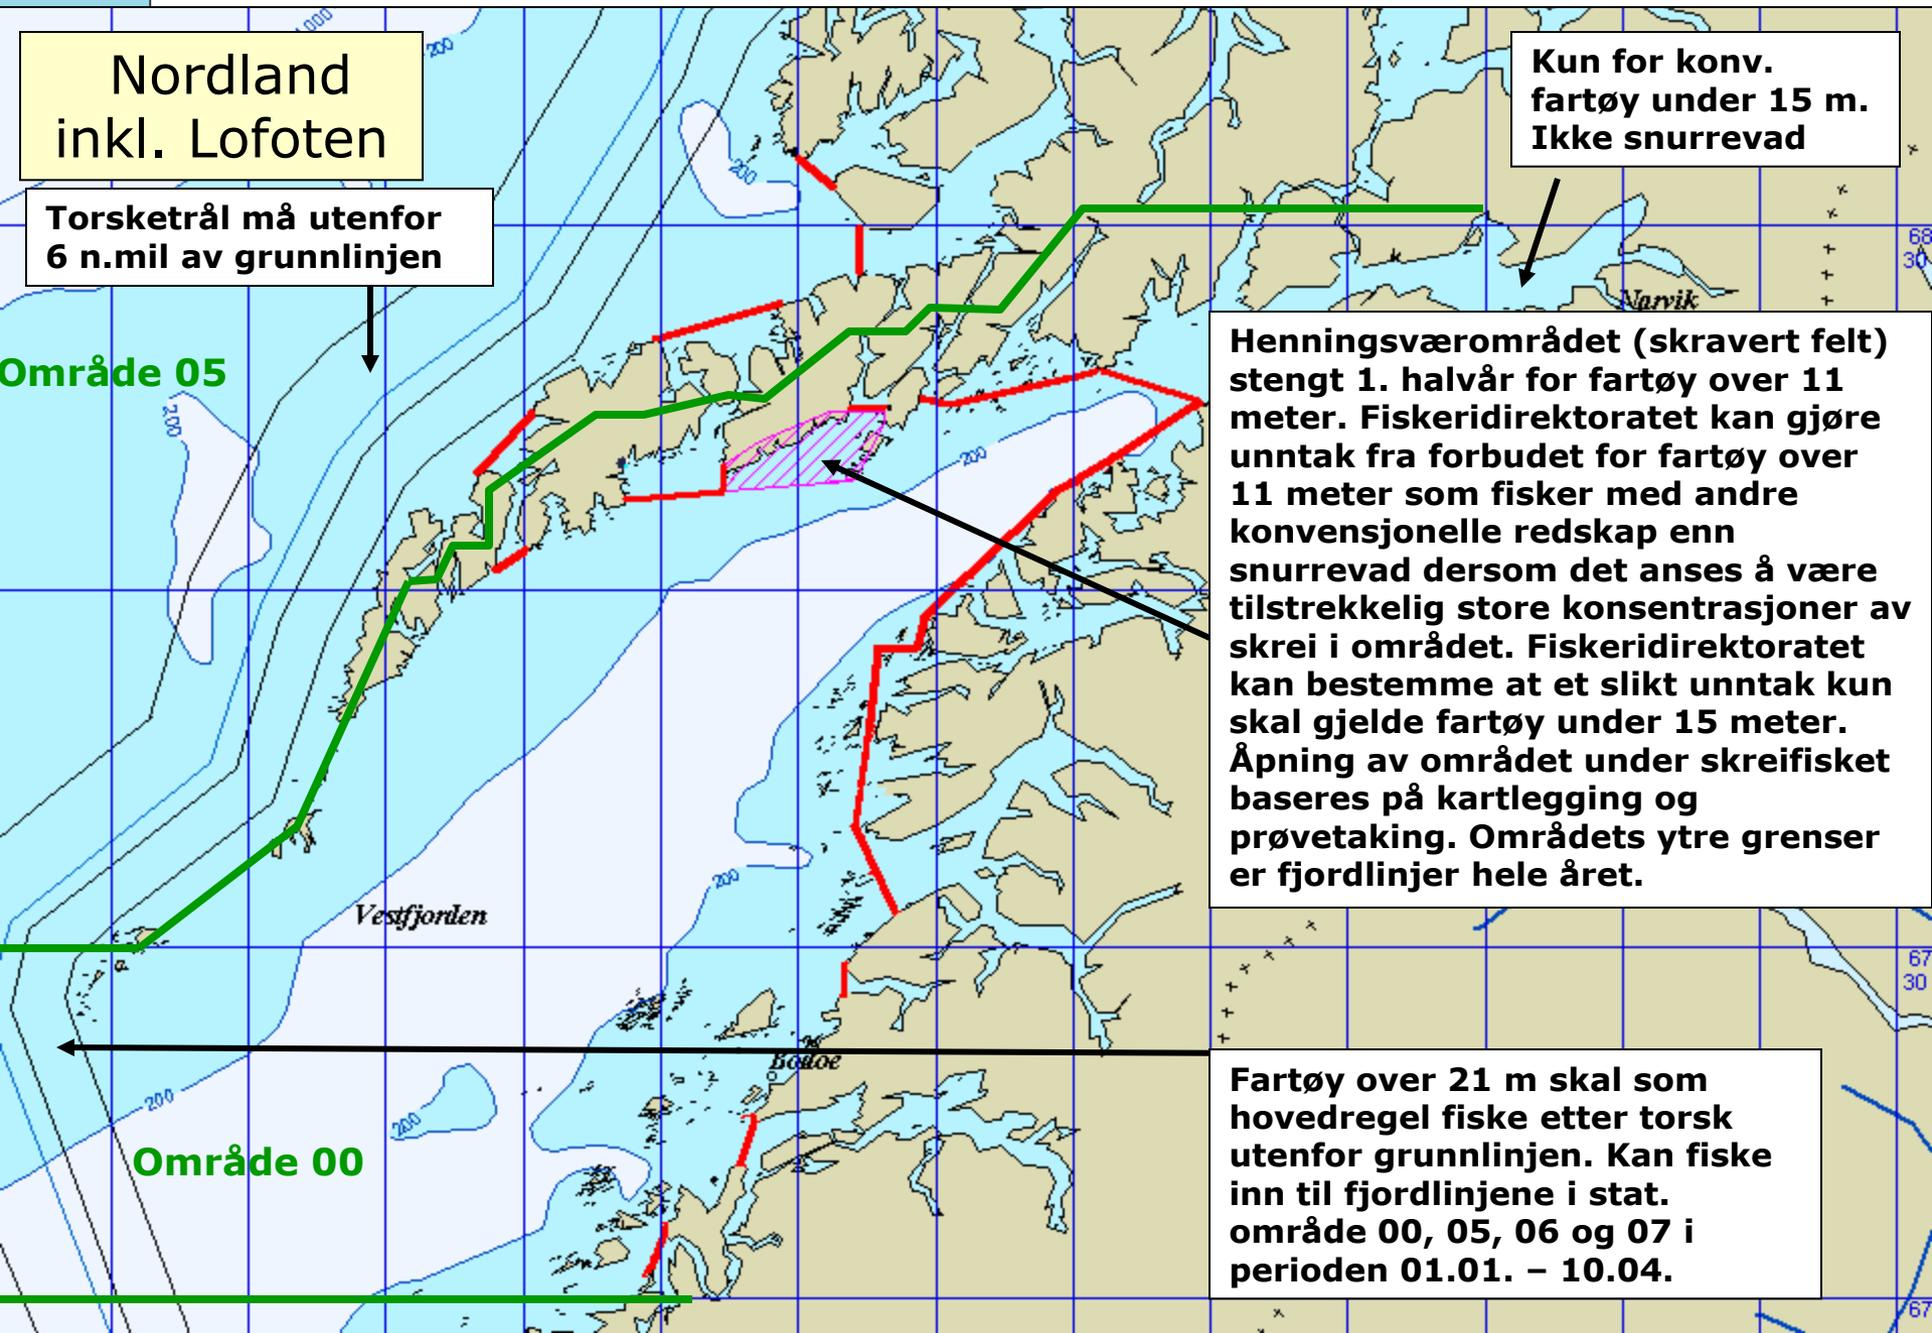 1.000
200
Nordland
inkl. Lofoten
Kun for konv.
fartøy under 15 m.
Ikke snurrevad
200
Torsketrål må utenfor
6 n.mil av grunnlinjen
68
30
Narvik
Område 05
200
Henningsværområdet (skravert felt)
stengt 1. halvår for fartøy over 11
meter. Fiskeridirektoratet kan gjøre
unntak fra forbudet for fartøy over
11 meter som fisker med andre
konvensjonelle redskap enn
snurrevad dersom det anses å være
tilstrekkelig store konsentrasjoner av
skrei i området. Fiskeridirektoratet
kan bestemme at et slikt unntak kun
skal gjelde fartøy under 15 meter.
Åpning av området under skreifisket
baseres på kartlegging og
prøvetaking. Områdets ytre grenser
er fjordlinjer hele året.
200
200
Vestfjorden
67
30
Bodoe
200
200
Område 00
Fartøy over 21 m skal som
hovedregel fiske etter torsk
utenfor grunnlinjen. Kan fiske
inn til fjordlinjene i stat.
område 00, 05, 06 og 07 i
perioden 01.01. – 10.04.
67